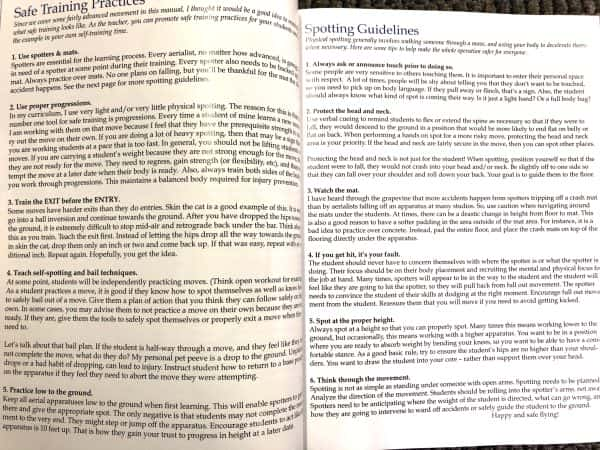 Safe Training Practices
Since we cover some fairly advanced movement in this manual, I thought it would be a good idea to
what safe training looks like. As the teacher, you can promote safe training practices for your students
the example in your own self-training time.
1. Use spotters & mats.
Spotters are essential for the learning process. Every aerialist, no matter how advanced, is
in need of a spotter at some point during their training. Every spotter also needs to be backed
mat. Always practice over mats. No one plans on falling, but you'll be thankful for the mat
accident happens. See the next page for more spotting guidelines.
2. Use proper progressions.
In my curriculum, I use very light and/or very little physical spotting. The reason for this is
number one tool for safe training is progressions. Every time a student of mine learns a new
I am working with them on that move because I feel that they have the prerequisite strength
ry out the move on their own. If you are doing a lot of heavy spotting, then that may be a sign
you are working students at a pace that is too fast. In general, you should not be lifting students
moves. If you are carrying a student's weight because they are not strong enough for the move,
they are not ready for the move. They need to regress, gain strength (or flexibility, etc), and
tempt the move at a later date when their body is ready. Also, always train both sides of the
you work through progressions. This maintains a balanced body required for injury prevention.
3. Train the EXIT before the ENTRY.
Some moves have harder exits than they do entries. Skin the cat is a good example of this. It is
go into a ball inversion and continue towards the ground. After you have dropped the hips
the ground, it is extremely difficult to stop mid-air and retrograde back under the bar. Think
this as you train. Teach the exit first. Instead of letting the hips drop all the way towards the
in skin the cat, drop them only an inch or two and come back up. If that was easy, repeat with
ditional inch. Repeat again. Hopefully, you get the idea.
4. Teach self-spotting and bail techniques.
At some point, students will be independently practicing moves. (Think open workout for
As a student practices a move, it is good if they know how to spot themselves as well as know
to safely bail out of a move. Give them a plan of action that you think they can follow safely
own. In some cases, you may advise them to not practice a move on their own because they are
ready. If they are, give them the tools to safely spot themselves or properly exit a move when the
need to.
Let's talk about that bail plan. If the student is half-way through a move, and they feel like they
not complete the move, what do they do? My personal pet peeve is a drop to the ground.
drops or a bad habit of dropping, can lead to injury. Instruct student how to return to a base
on the apparatus if they feel they need to abort the move they were attempting.
5. Practice low to the ground.
Keep all aerial apparatuses low to the ground when first learning. This will enable spotters to
there and give the appropriate spot. The only negative is that students may not complete the
ment to the very end. They might step or jump off the apparatus. Encourage students to act like
apparatus is 10 feet up. That is how they gain your trust to progress in height at a later date.
Spotting Guidelines
Physical spotting generally involves walking someone through a move, and using your body to decelerate them
when necessary. Here are some tips to help make the whole operation safer for everyone.
1. Always ask or announce touch prior to doing so.
Some people are very sensitive to others touching them. It is important to enter their personal space
with respect. A lot of times, people will be shy about telling you that they don't want to be touched,
so you need to pick up on body language. If they pull away or flinch, that's a sign. Also, the student
should always know what kind of spot is coming their way. Is it just a light hand? Or a full body hug?
2. Protect the head and neck.
Use verbal cueing to remind students to flex or extend the spine as necessary so that if they were to
fall, they would descend to the ground in a position that would be more likely to end flat on belly or
flat on back. When performing a hands on spot for a more risky move, protecting the head and neck
area is your priority. If the head and neck are fairly secure in the move, then you can spot other places.
Protecting the head and neck is not just for the student! When spotting, position yourself so that if the
student were to fall, they would not crash into your head and/or neck. Be slightly off to one side so
that they can fall over your shoulder and roll down your back. Your goal is to guide them to the floor.
3. Watch the mat.
I have heard through the grapevine that more accidents happen from spotters tripping off a crash mat
than by aerialists falling off an apparatus at many studios. So, use caution when navigating around
the mats under the students. At times, there can be a drastic change in height from floor to mat. This
is also a good reason to have a softer padding in the area outside of the mat area. For instance, it is a
bad idea to practice over concrete. Instead, pad the entire floor, and place the crash mats on top of the
flooring directly under the apparatus.
4. If you get hit, it's your fault.
The student should never have to concern themselves with where the spotter is or what the spotter is
doing. Their focus should be on their body placement and recruiting the mental and physical focus to
the job at hand. Many times, spotters will appear to be in the way to the student and the student will
feel like they are going to hit the spotter, so they will pull back from full out movement. The spotter
needs to convince the student of their skills at dodging at the right moment. Encourage full out move-
ment from the student. Reassure them that you will move if you need to avoid getting kicked.
5. Spot at the proper height.
Always spot at a height so that you can properly spot. Many times this means working lower to the
ground, but occasionally, this means working with a higher apparatus. You want to be in a position
where you are ready to absorb weight by bending your knees, so you want to be able to have a com-
fortable stance. As a good basic rule, try to ensure the student's hips are no higher than your shoul-
ders. You want to draw the student into your core - rather than support them over your head.
6. Think through the movement.
Spotting is not as simple as standing under someone with open arms. Spotting needs to be planned.
Analyze the direction of the movement. Students should be rolling into the spotter's arms, not away.
Spotters need to be anticipating where the weight of the student is directed, what can go wrong, and
how they are going to intervene to ward off accidents or safely guide the student to the ground.
Happy and safe flying!